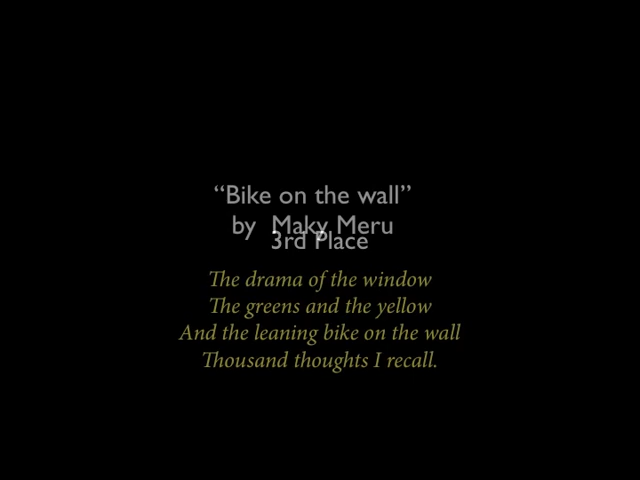 “Bike on the wall”
by Maky Meru
3rd Place
The drama of the window
The greens and the yellow
And the leaning bike on the wall
Thousand thoughts I recall.